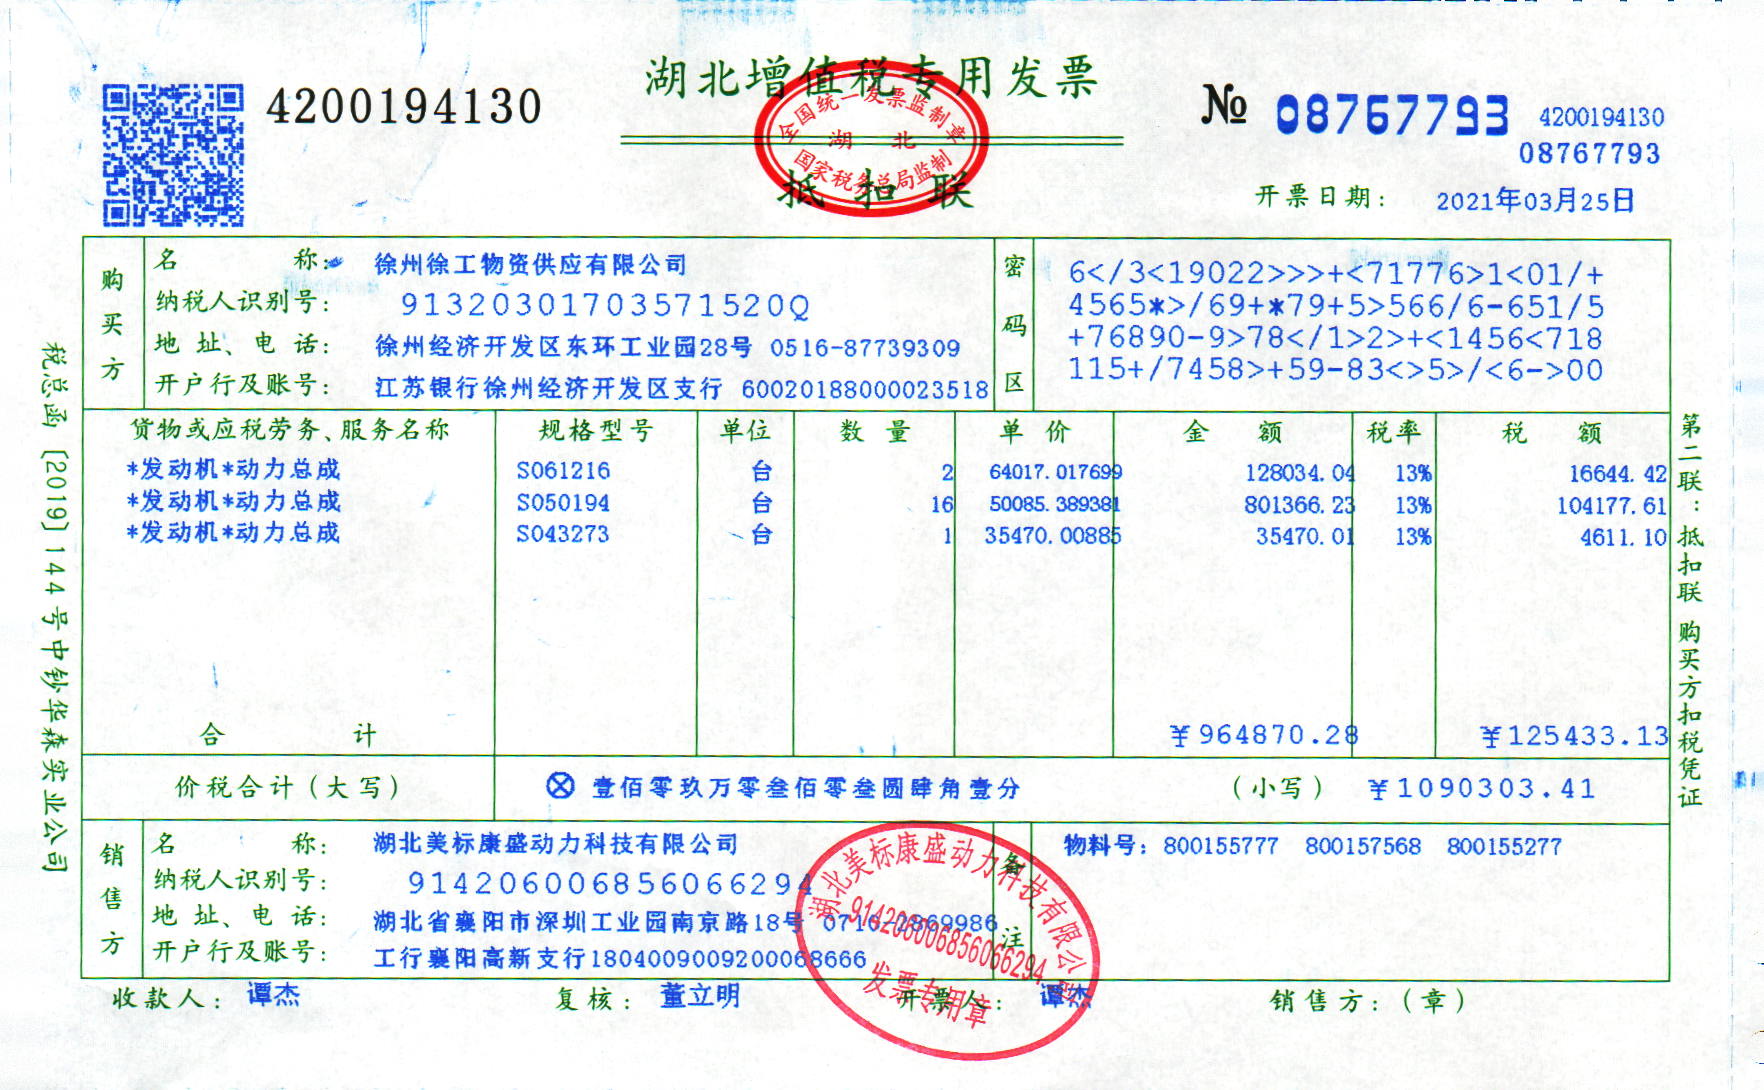 湖北增值税专用发票
4200194130
№ 08767793
4200194130
08767793
全国统一发票监制章
湖 北
国家税务总局监制
抵扣联
开票日期: 2021年03月25日
购买方
名 称: 徐州徐工物资供应有限公司
纳税人识别号: 91320301703571520Q
地 址、电 话: 徐州经济开发区东环工业园28号 0516-87739309
开户行及账号: 江苏银行徐州经济开发区支行 60020188000023518
密码区
6</3<19022>>>+<71776>1<01/+
4565*>/69+*79+5>566/6-651/5
+76890-9>78</1>2>+<1456<718
115+/7458>+59-83<>5>/<6->00
货物或应税劳务、服务名称 规格型号 单位 数 量 单 价 金 额 税率 税 额
*发动机*动力总成 S061216 台 2 64017.017699 128034.04 13% 16644.42
*发动机*动力总成 S050194 台 16 50085.389381 801366.23 13% 104177.61
*发动机*动力总成 S043273 台 1 35470.00885 35470.01 13% 4611.10
合 计 ¥964870.28 ¥125433.13
价税合计(大写) ⊗壹佰零玖万零叁佰零叁圆肆角壹分 (小写) ¥1090303.41
销售方
名 称: 湖北美标康盛动力科技有限公司
纳税人识别号: 914206006856066294
地 址、电 话: 湖北省襄阳市深圳工业园南京路18号 0710-2869986
开户行及账号: 工行襄阳高新支行1804009009200068666
备注
物料号: 800155777 800157568 800155277
湖北美标康盛动力科技有限公司
914206006856066294
发票专用章
收款人: 谭杰 复核: 董立明 开票人: 谭杰 销售方:(章)
税总函 [2019] 144号中钞华森实业公司
第二联:抵扣联 购买方扣税凭证